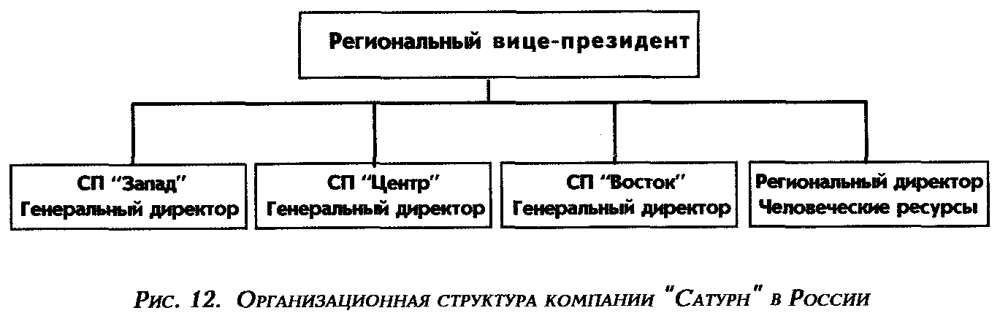 Региональный вице-президент
СП "Запад"
Генеральный директор
СП "Центр"
Генеральный директор
СП "Восток"
Генеральный директор
Региональный директор
Человеческие ресурсы
Рис. 12. Организационная структура компании "Сатурн" в России